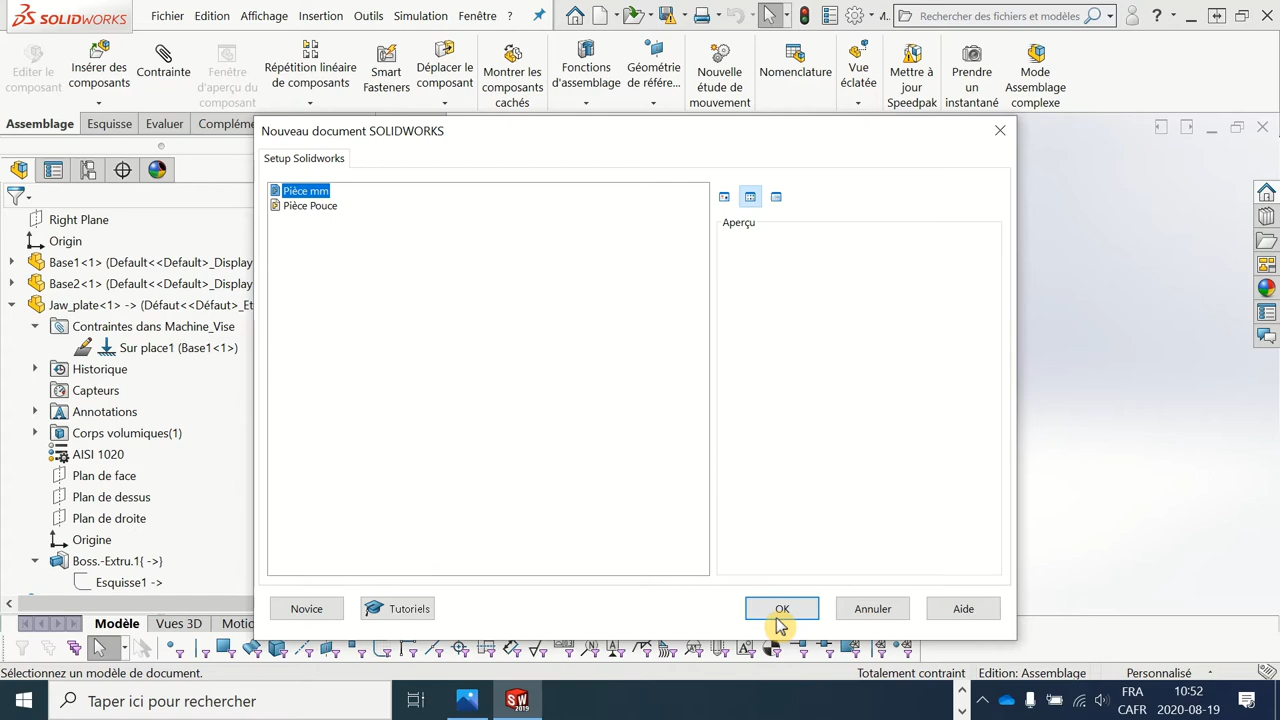 SOLIDWORKS Fichier Edition Affichage Insertion Outils Simulation Fenêtre ? Rechercher des fichiers et modèles ?
Editer le composant
Insérer des composants
Contrainte
Fenêtre d'aperçu du composant
Répétition linéaire de composants
Smart Fasteners
Déplacer le composant
Montrer les composants cachés
Fonctions d'assemblage
Géométrie de référe...
Nouvelle étude de mouvement
Nomenclature
Vue éclatée
Mettre à jour Speedpak
Prendre un instantané
Mode Assemblage complexe
Assemblage Esquisse Evaluer Complém
Nouveau document SOLIDWORKS
Setup Solidworks
Pièce mm
Pièce Pouce
Aperçu
Right Plane
Origin
Base1<1> (Default<<Default>_Display
Base2<1> (Default<<Default>_Display
Jaw_plate<1> -> (Défaut<<Défaut>_Et
Contraintes dans Machine_Vise
Sur place1 (Base1<1>)
Historique
Capteurs
Annotations
Corps volumiques(1)
AISI 1020
Plan de face
Plan de dessus
Plan de droite
Origine
Boss.-Extru.1{ ->}
Esquisse1 ->
Novice Tutoriels OK Annuler Aide
Modèle Vues 3D Motio
Sélectionnez un modèle de document. Totalement contraint Edition: Assemblage Personnalisé
Taper ici pour rechercher
SW
2019
FRA
CAFR
10:52
2020-08-19